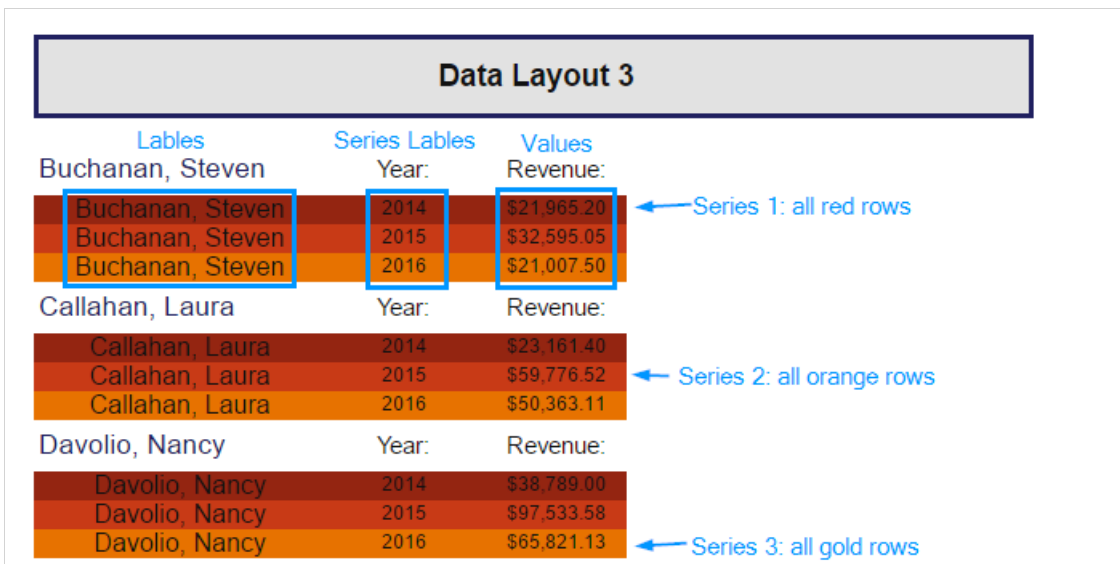 Data Layout 3
Lables Series Lables Values
Buchanan, Steven Year: Revenue:
Buchanan, Steven 2014 $21,965.20 Series 1: all red rows
Buchanan, Steven 2015 $32,595.05
Buchanan, Steven 2016 $21,007.50
Callahan, Laura Year: Revenue:
Callahan, Laura 2014 $23,161.40
Callahan, Laura 2015 $59,776.52 Series 2: all orange rows
Callahan, Laura 2016 $50,363.11
Davolio, Nancy Year: Revenue:
Davolio, Nancy 2014 $38,789.00
Davolio, Nancy 2015 $97,533.58
Davolio, Nancy 2016 $65,821.13 Series 3: all gold rows